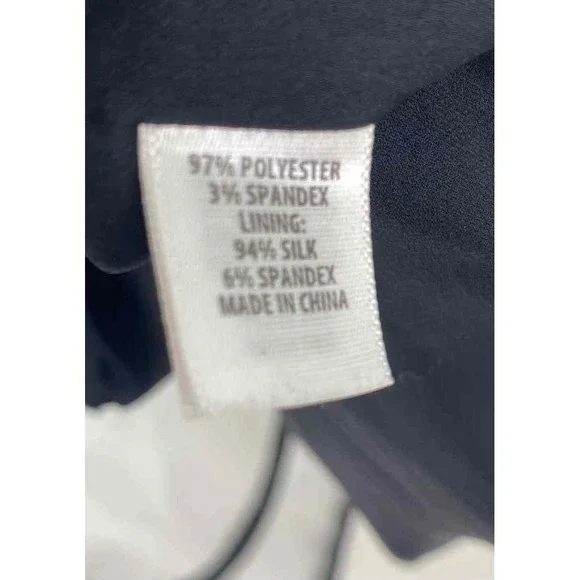 97% POLYESTER
3% SPANDEX
LINING:
94% SILK
6% SPANDEX
MADE IN CHINA